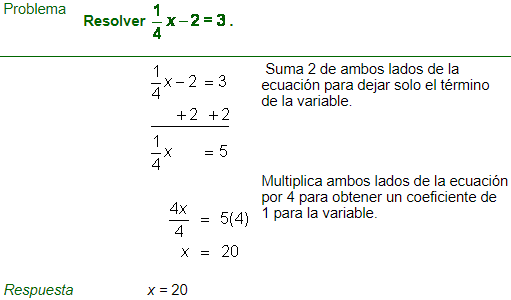 Problema
Resolver 1/4 x – 2 = 3 .
1/4 x – 2 = 3
Suma 2 de ambos lados de la
ecuación para dejar solo el término
de la variable.
+ 2 + 2
1/4 x = 5
Multiplica ambos lados de la ecuación
por 4 para obtener un coeficiente de
1 para la variable.
4x/4 = 5(4)
x = 20
Respuesta
x = 20